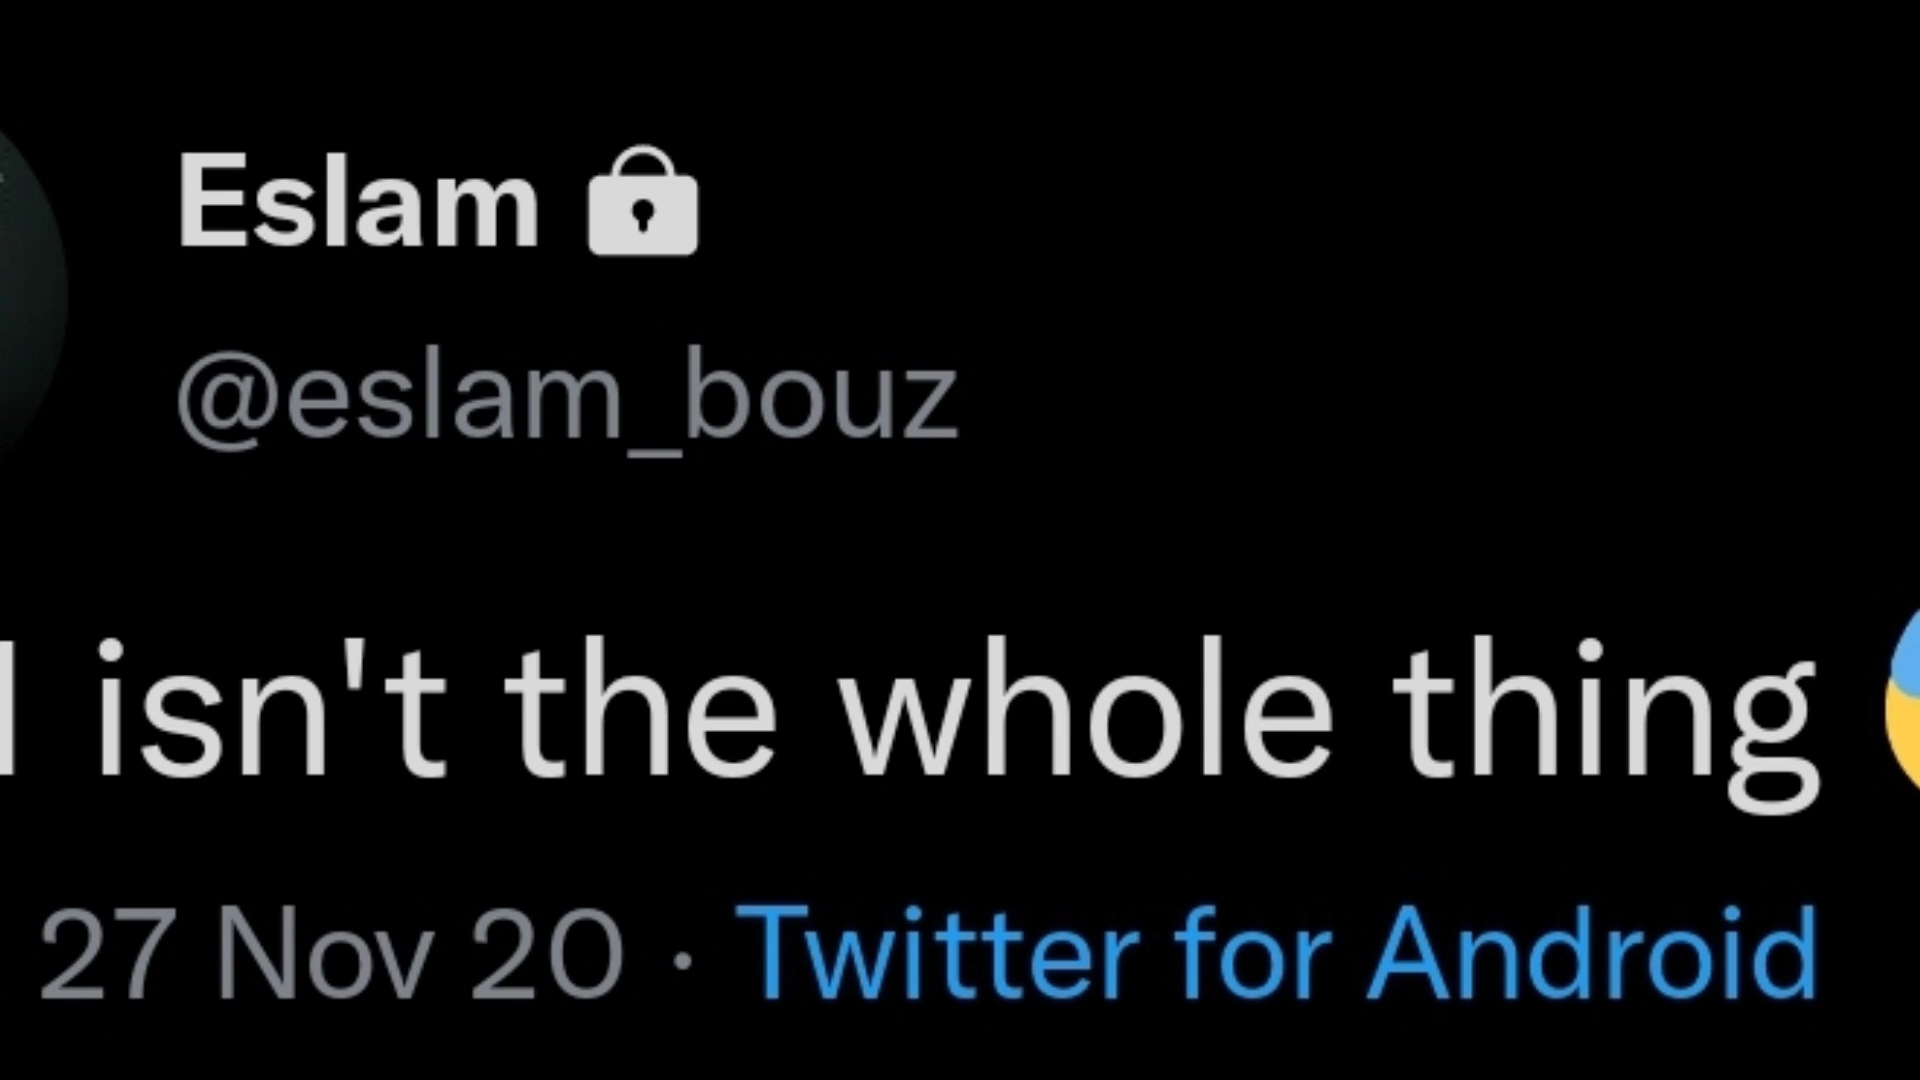 Eslam
@eslam_bouz
isn't the whole thing
27 Nov 20 · Twitter for Android